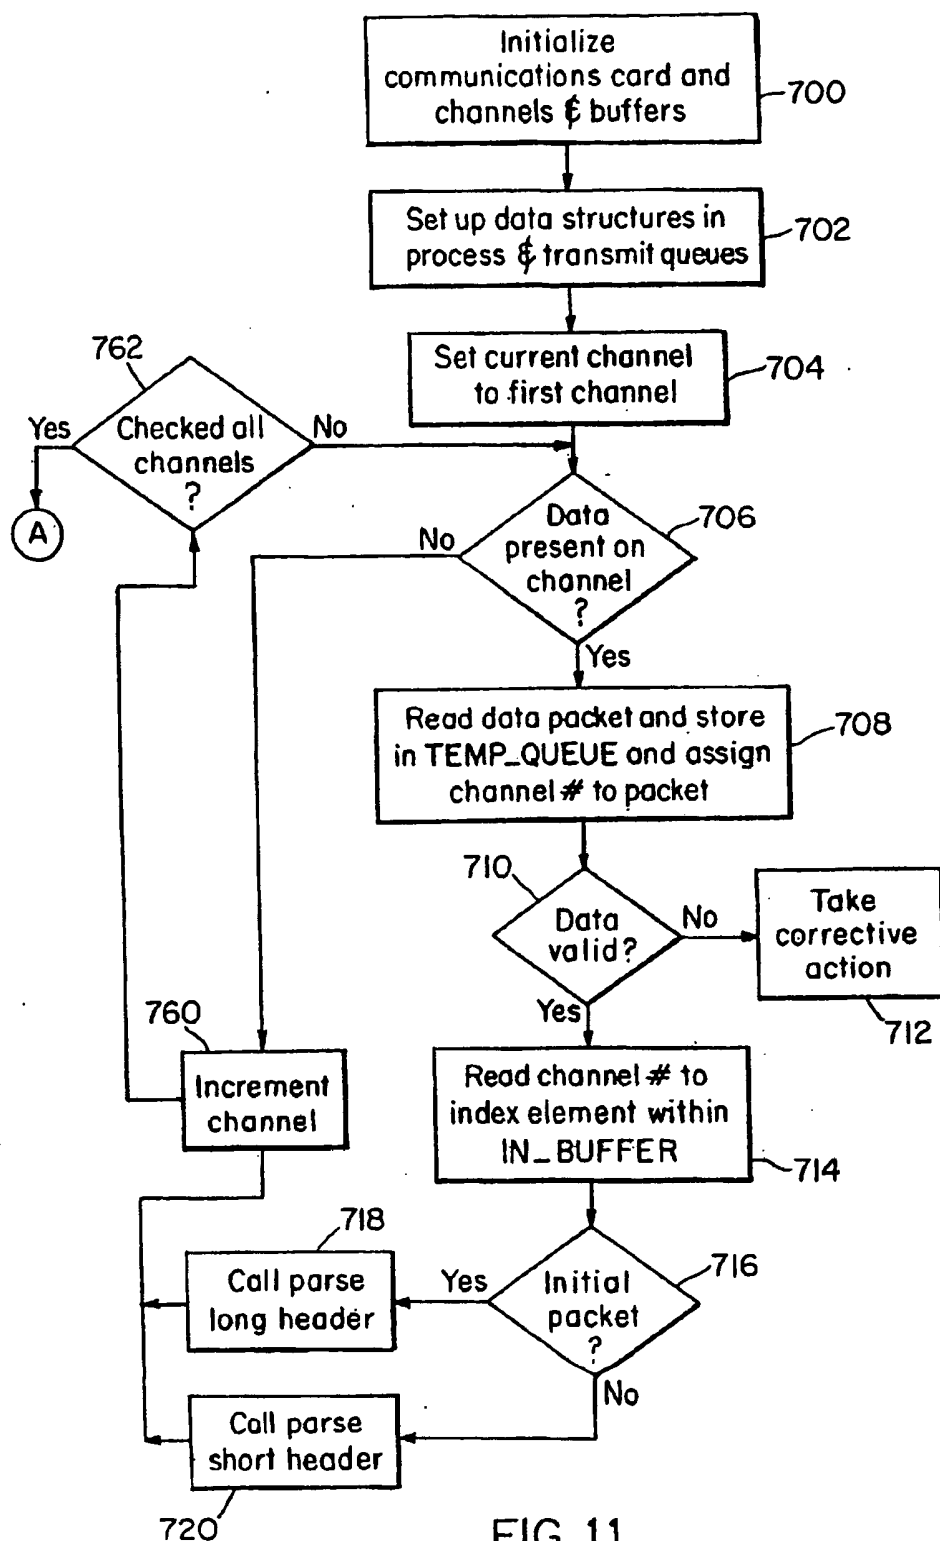 Initialize
communications card and
channels & buffers
700
Set up data structures in
process & transmit queues
702
Set current channel
to first channel
704
762
Checked all
channels
?
Yes
No
A
Data
present on
channel
?
706
No
Yes
Read data packet and store
in TEMP_QUEUE and assign
channel # to packet
708
710
Data
valid?
No
Yes
Take
corrective
action
712
760
Increment
channel
Read channel # to
index element within
IN_BUFFER
714
718
Call parse
long header
Yes
Initial
packet
?
716
No
Call parse
short header
720
FIG. 11